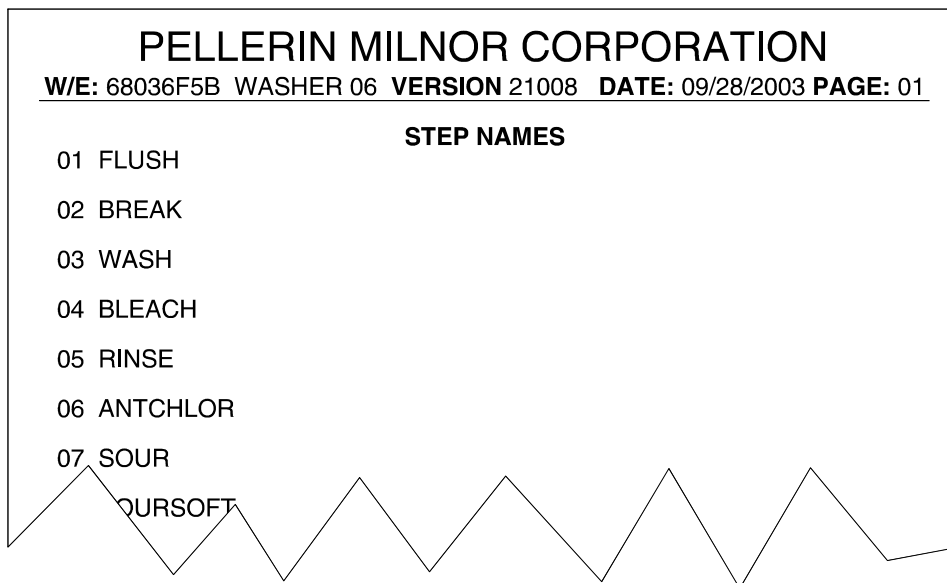 PELLERIN MILNOR CORPORATION
W/E: 68036F5B WASHER 06 VERSION 21008 DATE: 09/28/2003 PAGE: 01
STEP NAMES
01 FLUSH
02 BREAK
03 WASH
04 BLEACH
05 RINSE
06 ANTCHLOR
07 SOUR
OURSOFT